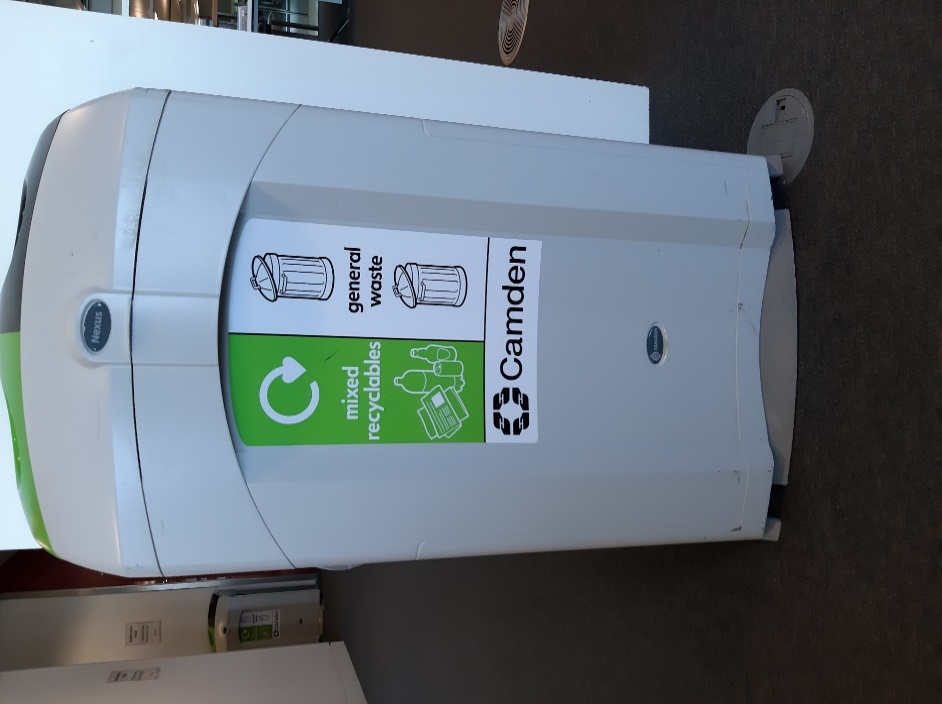 Nexus
mixed
recyclables
general
waste
Camden